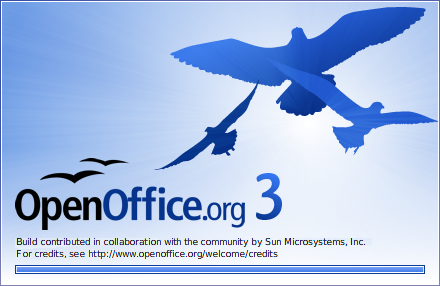 OpenOffice.org 3
Build contributed in collaboration with the community by Sun Microsystems, Inc.
For credits, see http://www.openoffice.org/welcome/credits